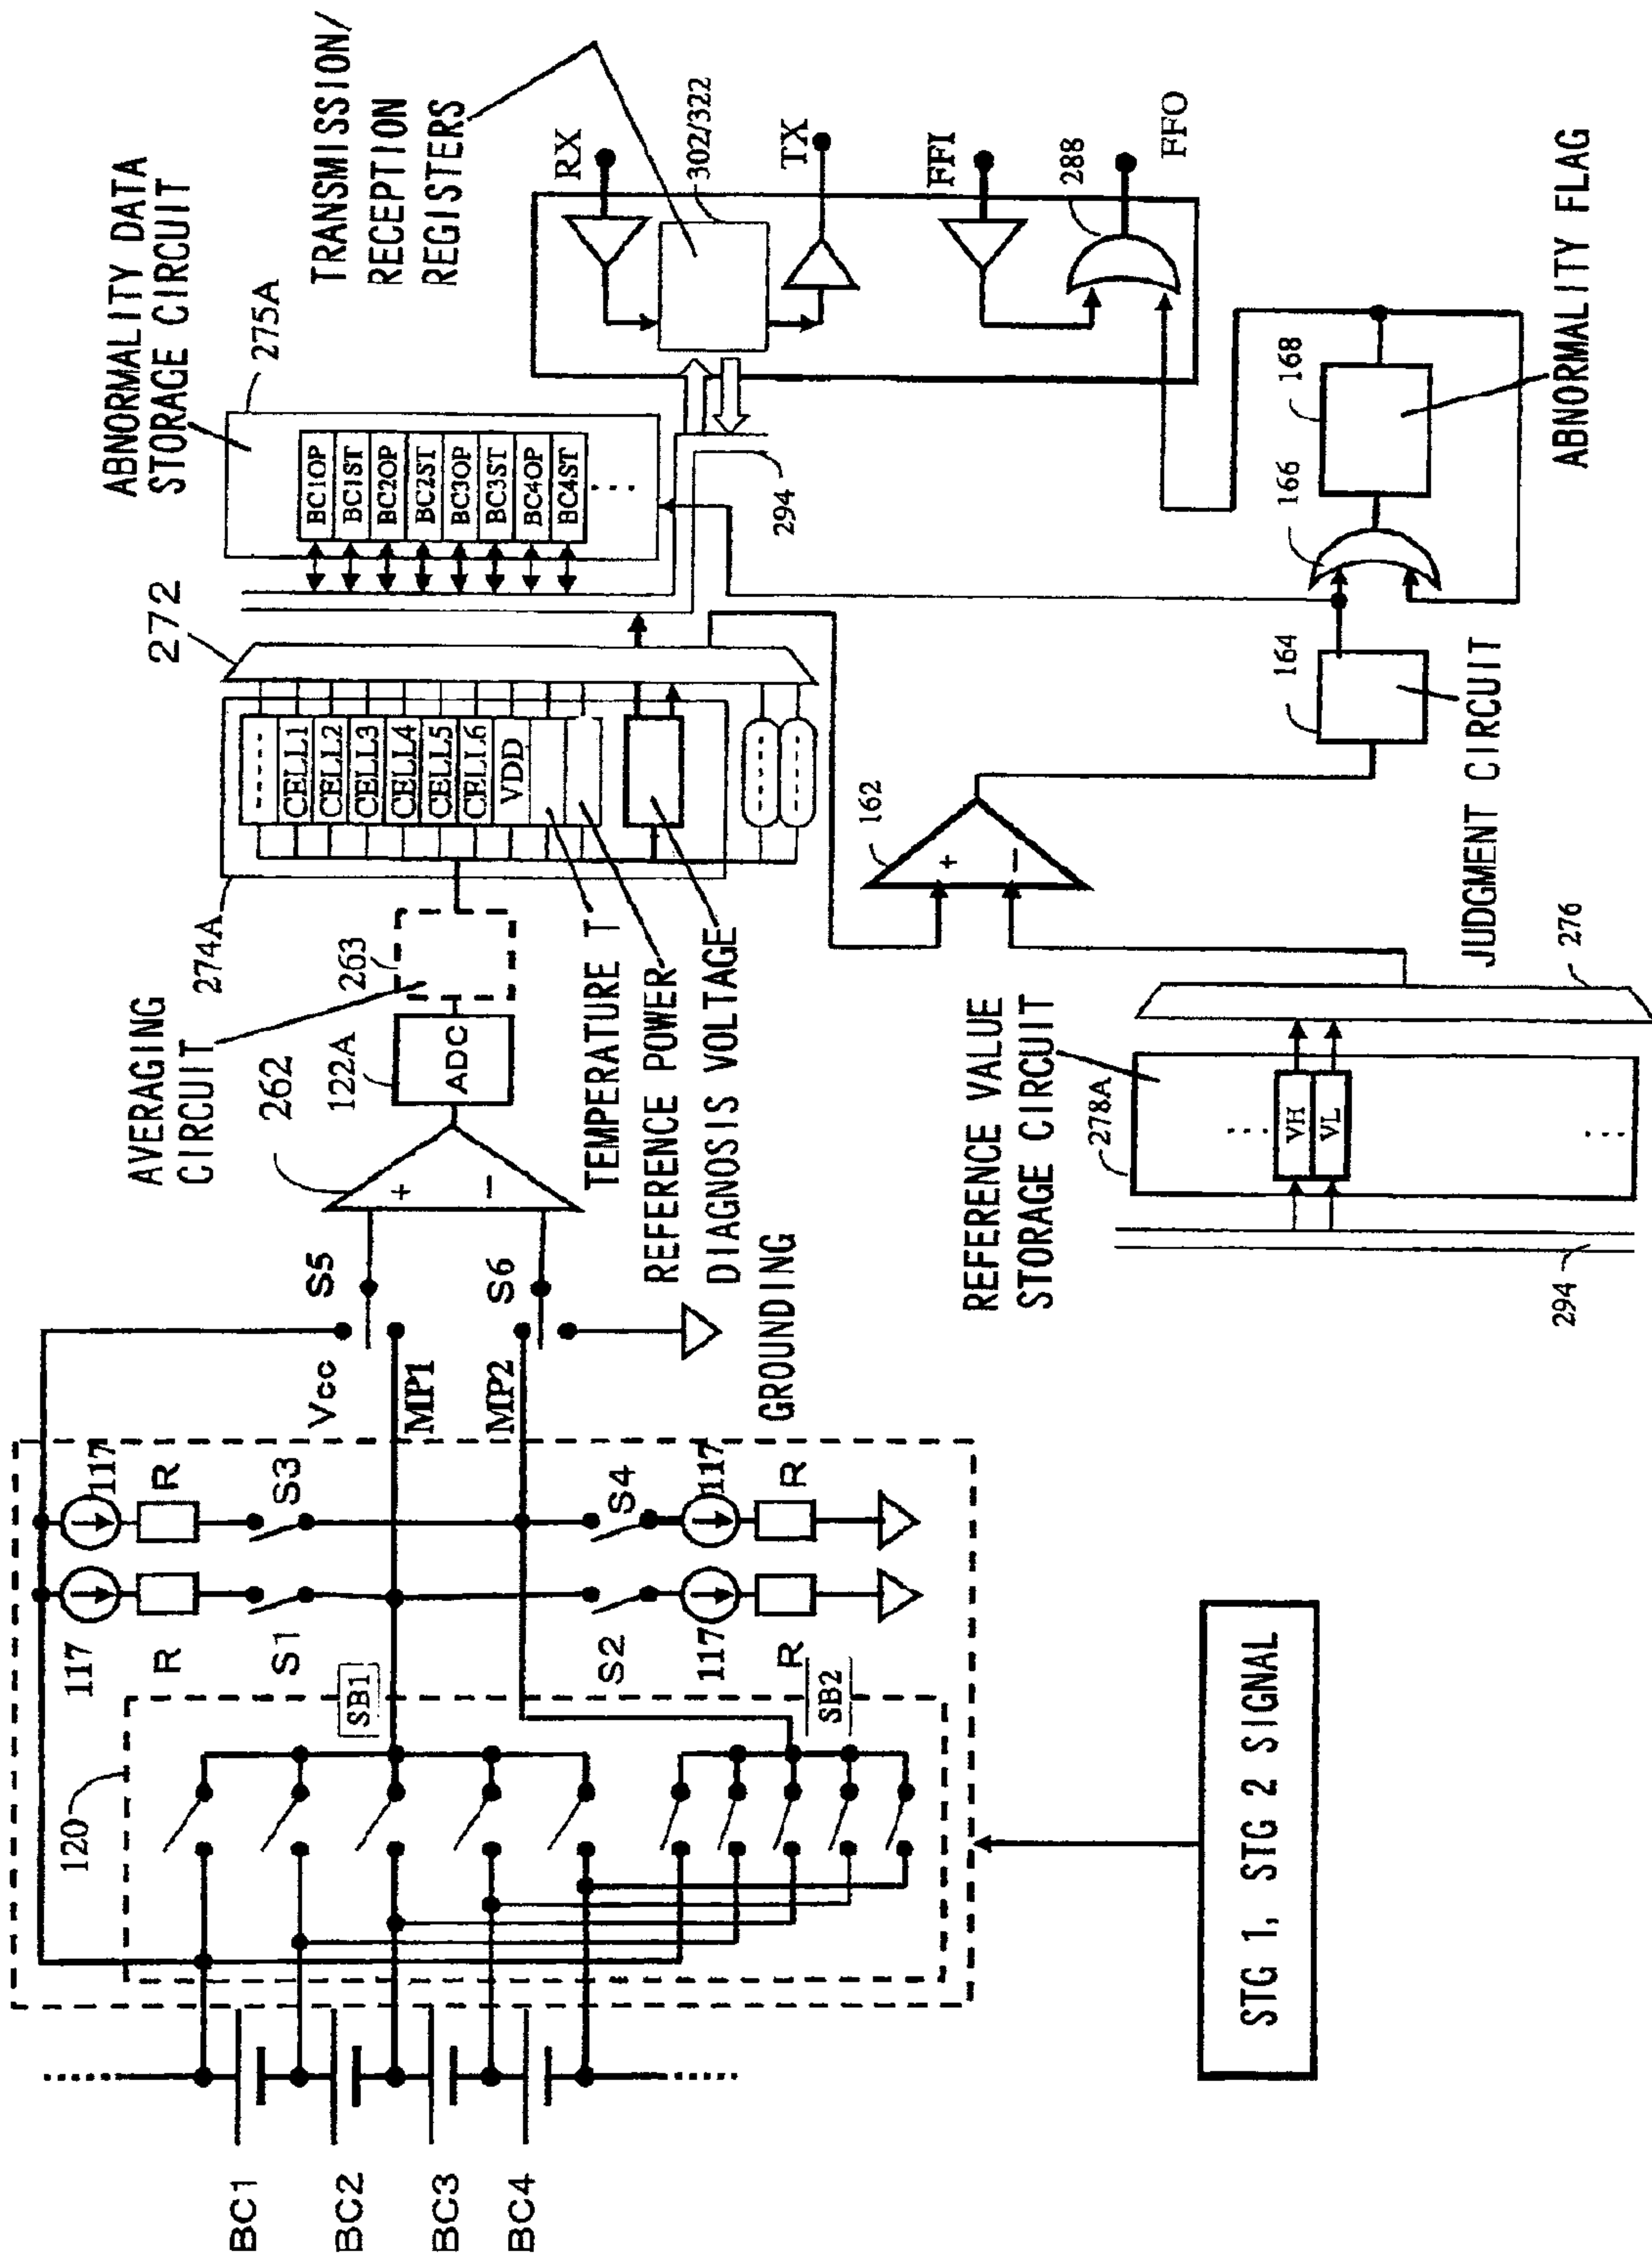 BC1
BC2
BC3
BC4
120
SB1
SB2
117
R
S1
S2
117
R
117
R
S3
S4
117
R
Vcc
MP1
MP2
S5
S6
GROUNDING
STG 1, STG 2 SIGNAL
262
+
−
AVERAGING
CIRCUIT
122A
ADC
263
274A
-----
CELL1
CELL2
CELL3
CELL4
CELL5
CELL6
VDD
TEMPERATURE T
REFERENCE POWER
DIAGNOSIS VOLTAGE
272
ABNORMALITY DATA
STORAGE CIRCUIT
275A
BC1OP
BC1ST
BC2OP
BC2ST
BC3OP
BC3ST
BC4OP
BC4ST
...
294
TRANSMISSION/
RECEPTION
REGISTERS
302/322
RX
TX
FFI
288
FFO
REFERENCE VALUE
STORAGE CIRCUIT
278A
...
VH
VL
...
294
276
162
+
−
JUDGMENT CIRCUIT
164
166
168
ABNORMALITY FLAG